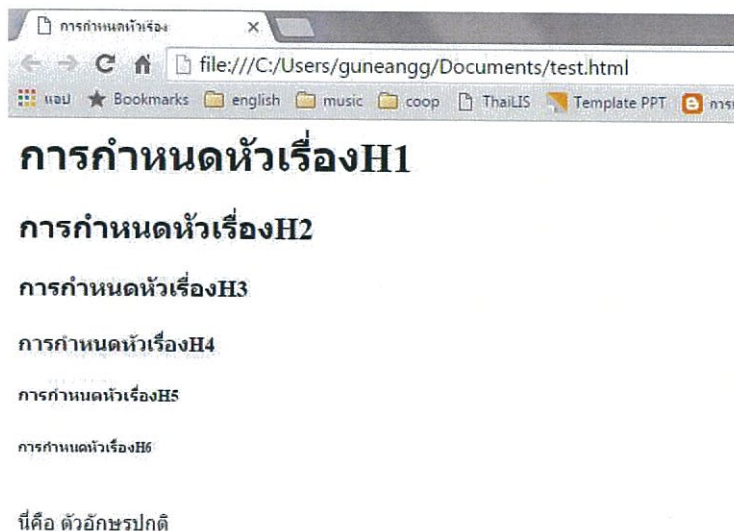 การกำหนดหัวเรื่อง
file:///C:/Users/guneangg/Documents/test.html
แอป Bookmarks english music coop ThaiLIS Template PPT
การกำหนดหัวเรื่องH1
การกำหนดหัวเรื่องH2
การกำหนดหัวเรื่องH3
การกำหนดหัวเรื่องH4
การกำหนดหัวเรื่องH5
การกำหนดหัวเรื่องH6
นี่คือ ตัวอักษรปกติ